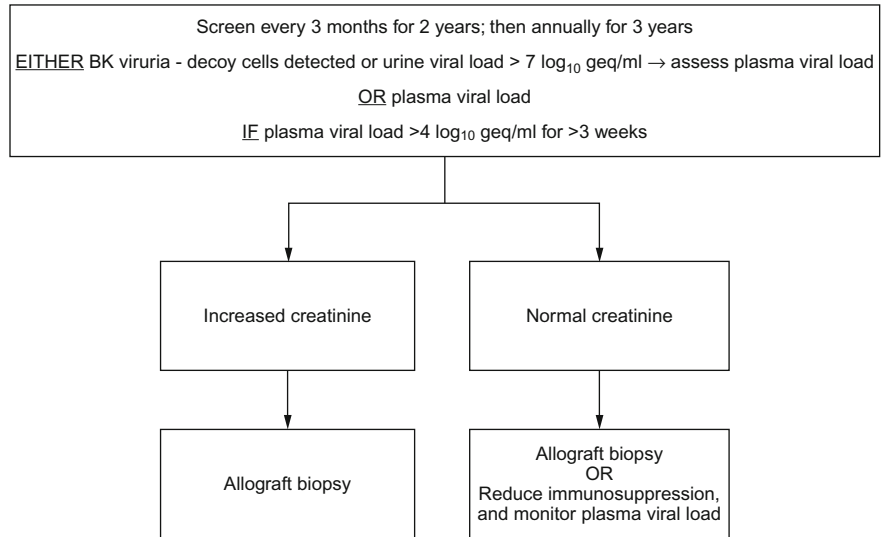 Screen every 3 months for 2 years; then annually for 3 years
EITHER BK viruria - decoy cells detected or urine viral load > 7 log₁₀ geq/ml → assess plasma viral load
OR plasma viral load
IF plasma viral load >4 log₁₀ geq/ml for >3 weeks
Increased creatinine
Normal creatinine
Allograft biopsy
Allograft biopsy
OR
Reduce immunosuppression,
and monitor plasma viral load